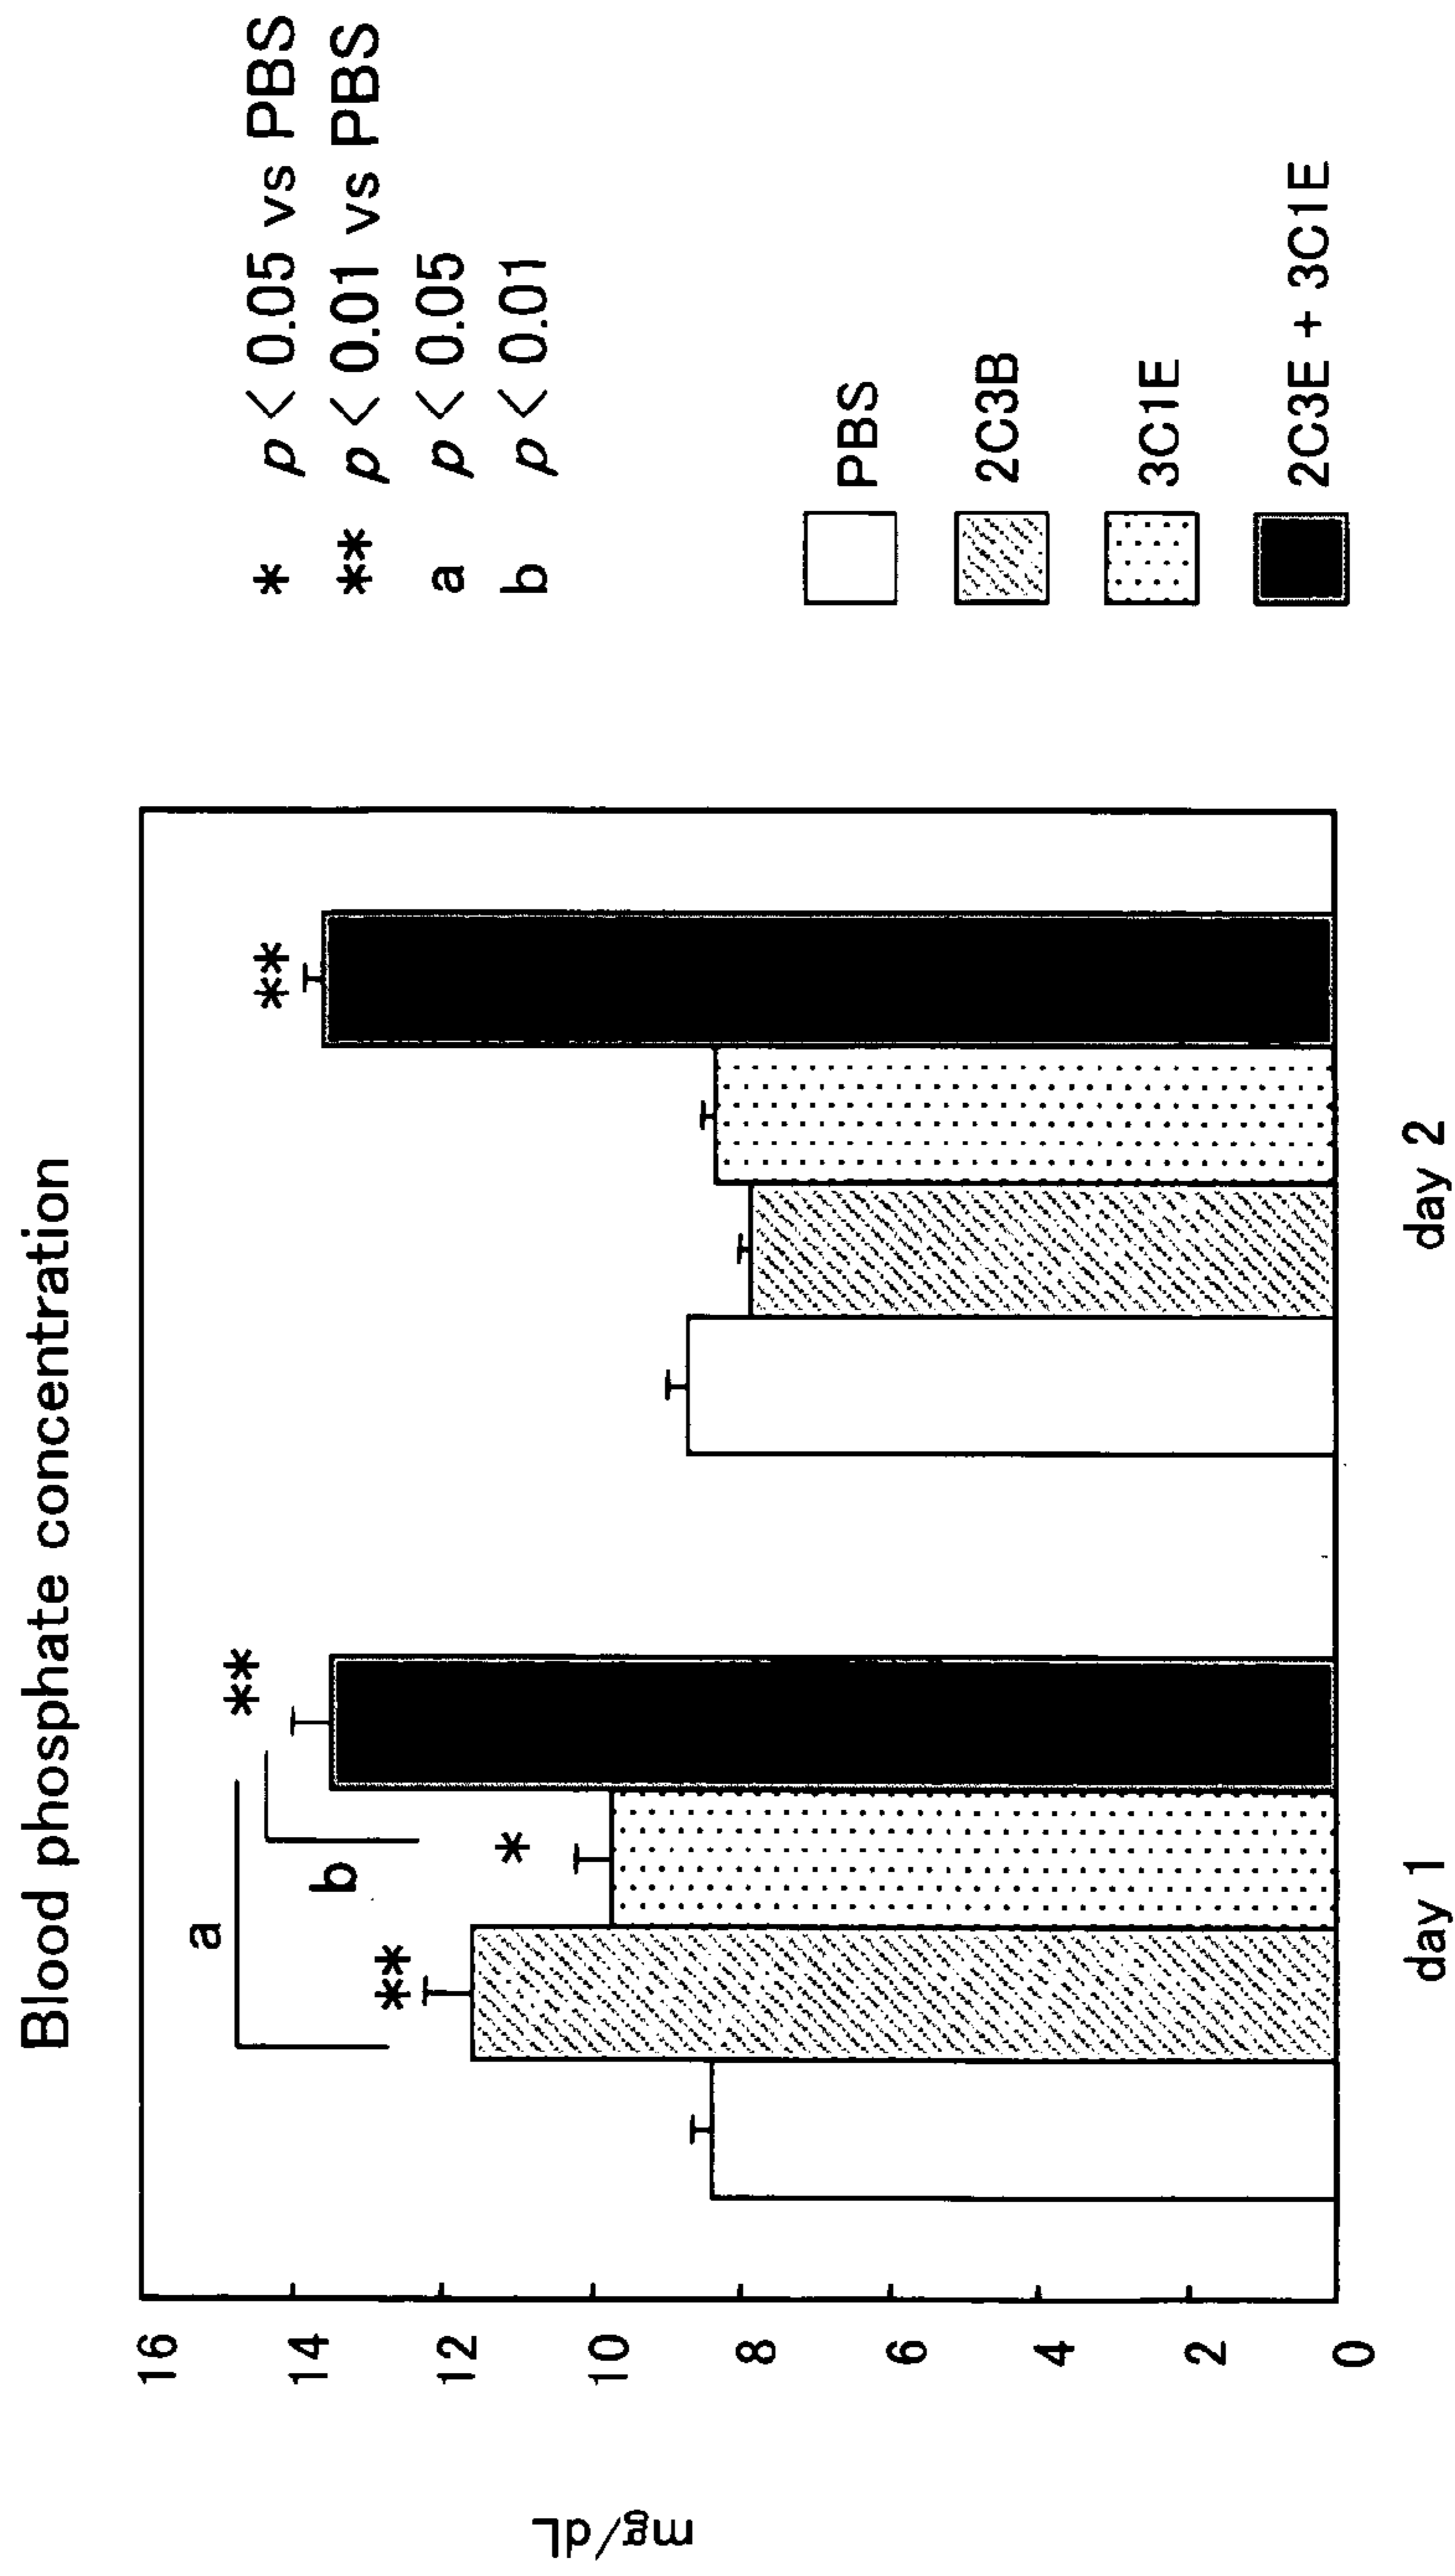 Blood phosphate concentration
* p < 0.05 vs PBS
** p < 0.01 vs PBS
a p < 0.05
b p < 0.01
mg/dL
16
14
12
10
8
6
4
2
0
a
b
**
*
**
**
day 1
day 2
PBS
2C3B
3C1E
2C3E + 3C1E